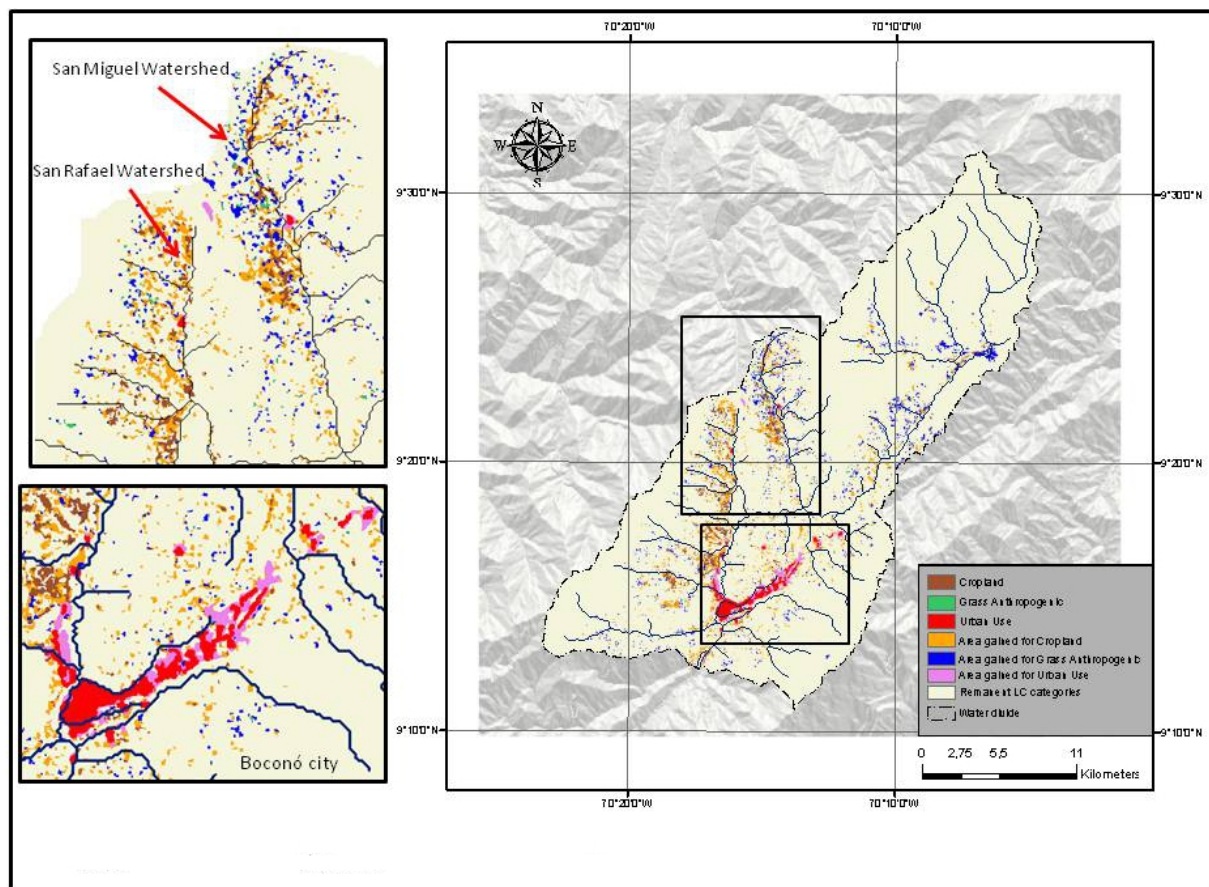 San Miguel Watershed
San Rafael Watershed
Boconó city
70°20'0"W
70°10'0"W
N
W
E
S
9°30'0"N
9°30'0"N
9°20'0"N
9°20'0"N
9°10'0"N
9°10'0"N
Cropland
Grass Anthropogenic
Urban Use
Area gained for Cropland
Area gained for Grass Anthropogenic
Area gained for Urban Use
Remanent LC categories
Water divide
0 2,75 5,5 11
Kilometers
70°20'0"W
70°10'0"W